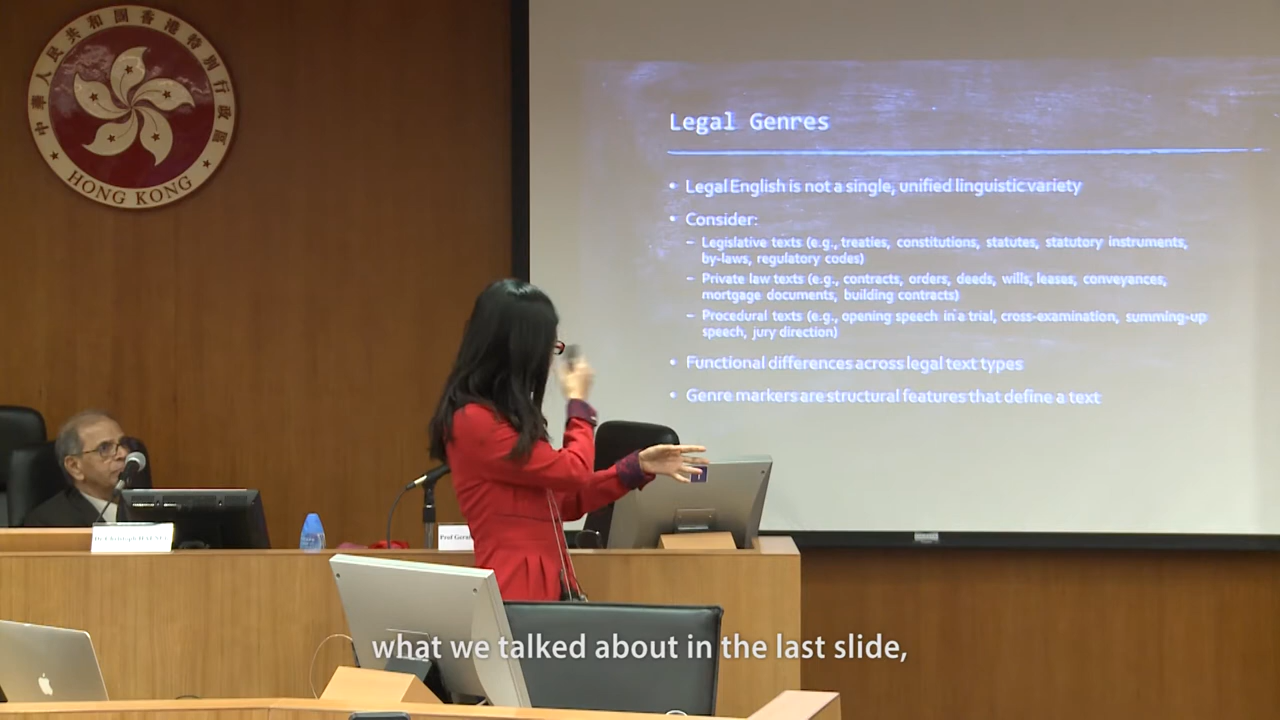 中華人民共和國香港特別行政區
HONG KONG
Legal Genres
• Legal English is not a single, unified linguistic variety
• Consider:
– Legislative texts (e.g., treaties, constitutions, statutes, statutory instruments,
by-laws, regulatory codes)
– Private law texts (e.g., contracts, orders, deeds, wills, leases, conveyances,
mortgage documents, building contracts)
– Procedural texts (e.g., opening speech in a trial, cross-examination, summing-up
speech, jury direction)
• Functional differences across legal text types
• Genre markers are structural features that define a text
Prof
what we talked about in the last slide,